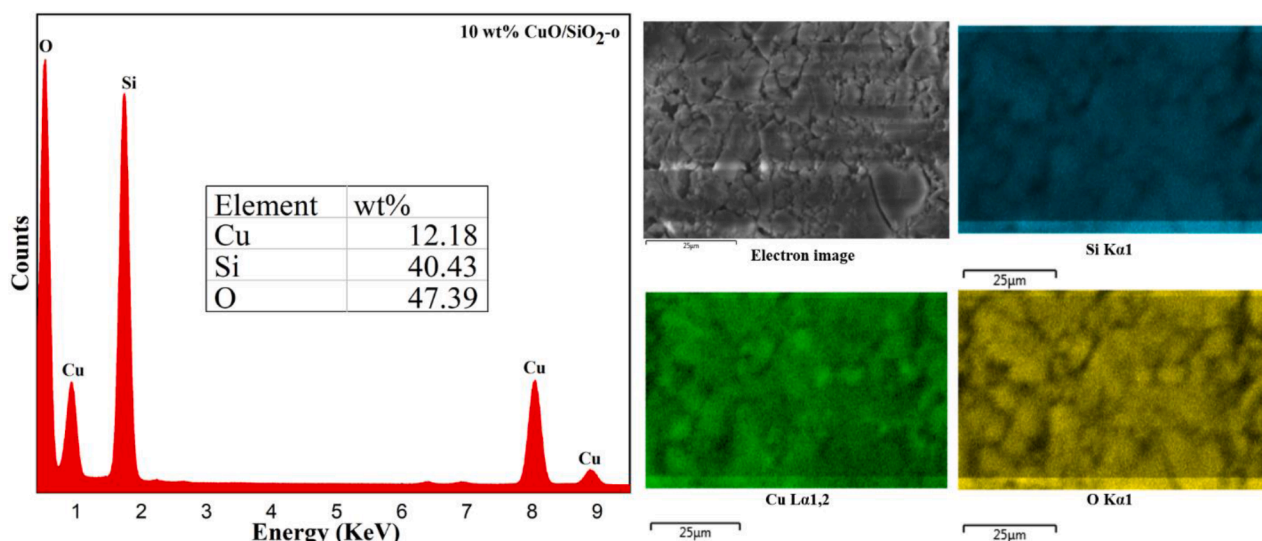 10 wt% CuO/SiO₂-o
O
Si
Cu
Cu
Cu
Element wt%
Cu 12.18
Si 40.43
O 47.39
Counts
1 2 3 4 5 6 7 8 9
Energy (KeV)
25µm
Electron image
Si Kα1
25µm
Cu Lα1,2
25µm
O Kα1
25µm